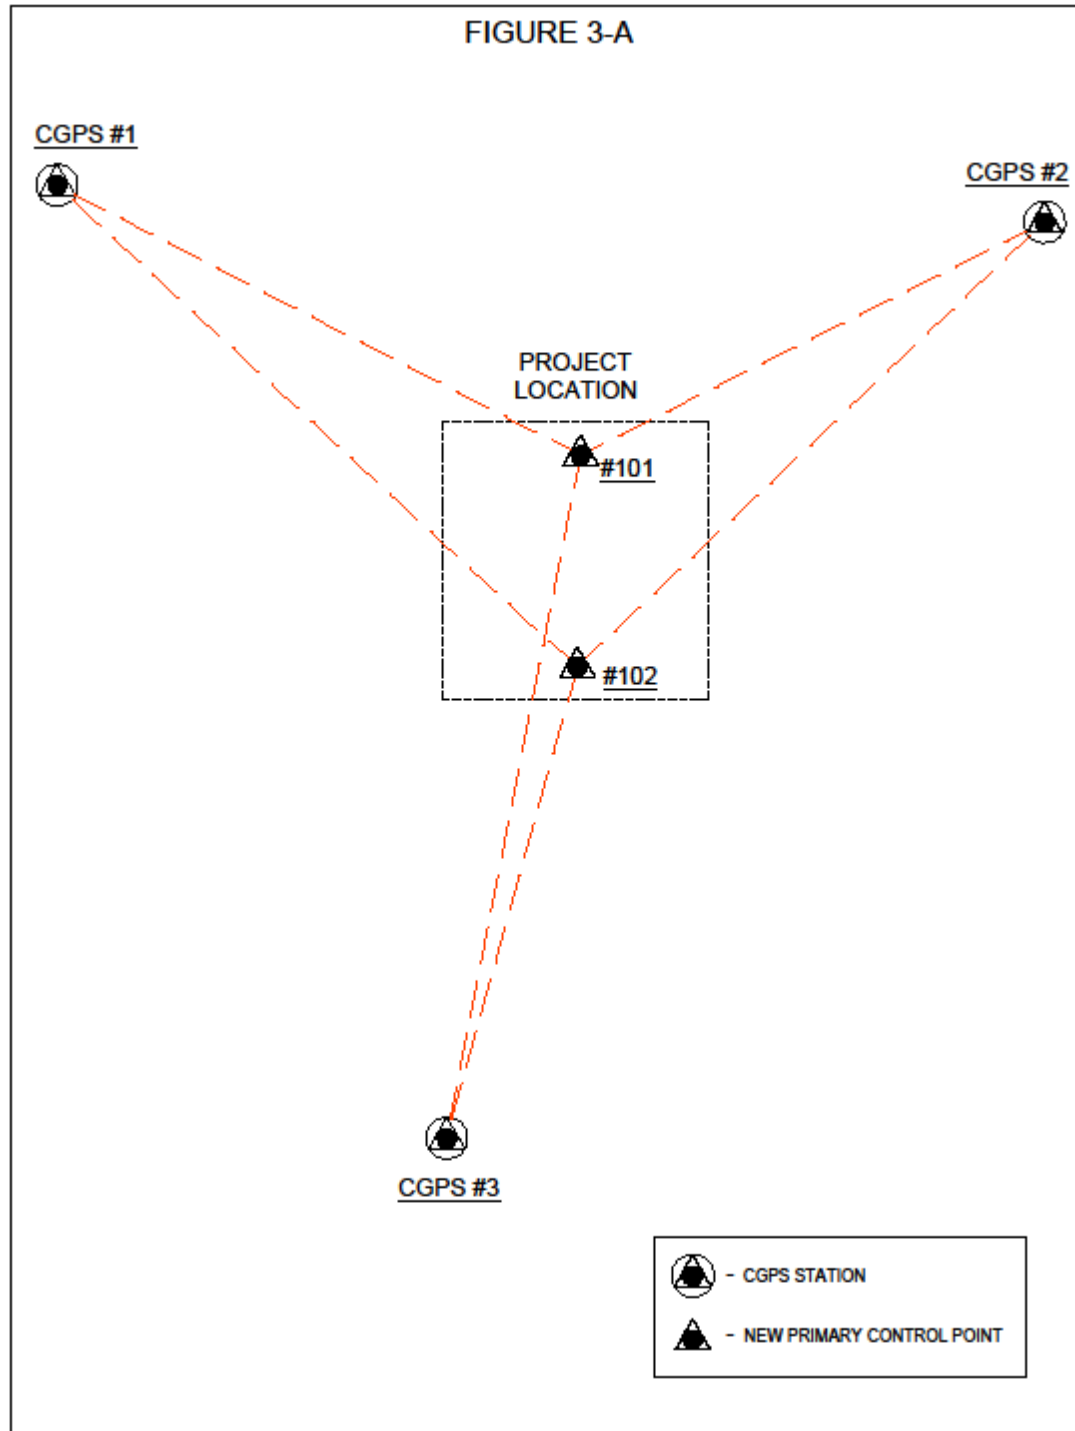 FIGURE 3-A
CGPS #1
CGPS #2
PROJECT
LOCATION
#101
#102
CGPS #3
- CGPS STATION
- NEW PRIMARY CONTROL POINT